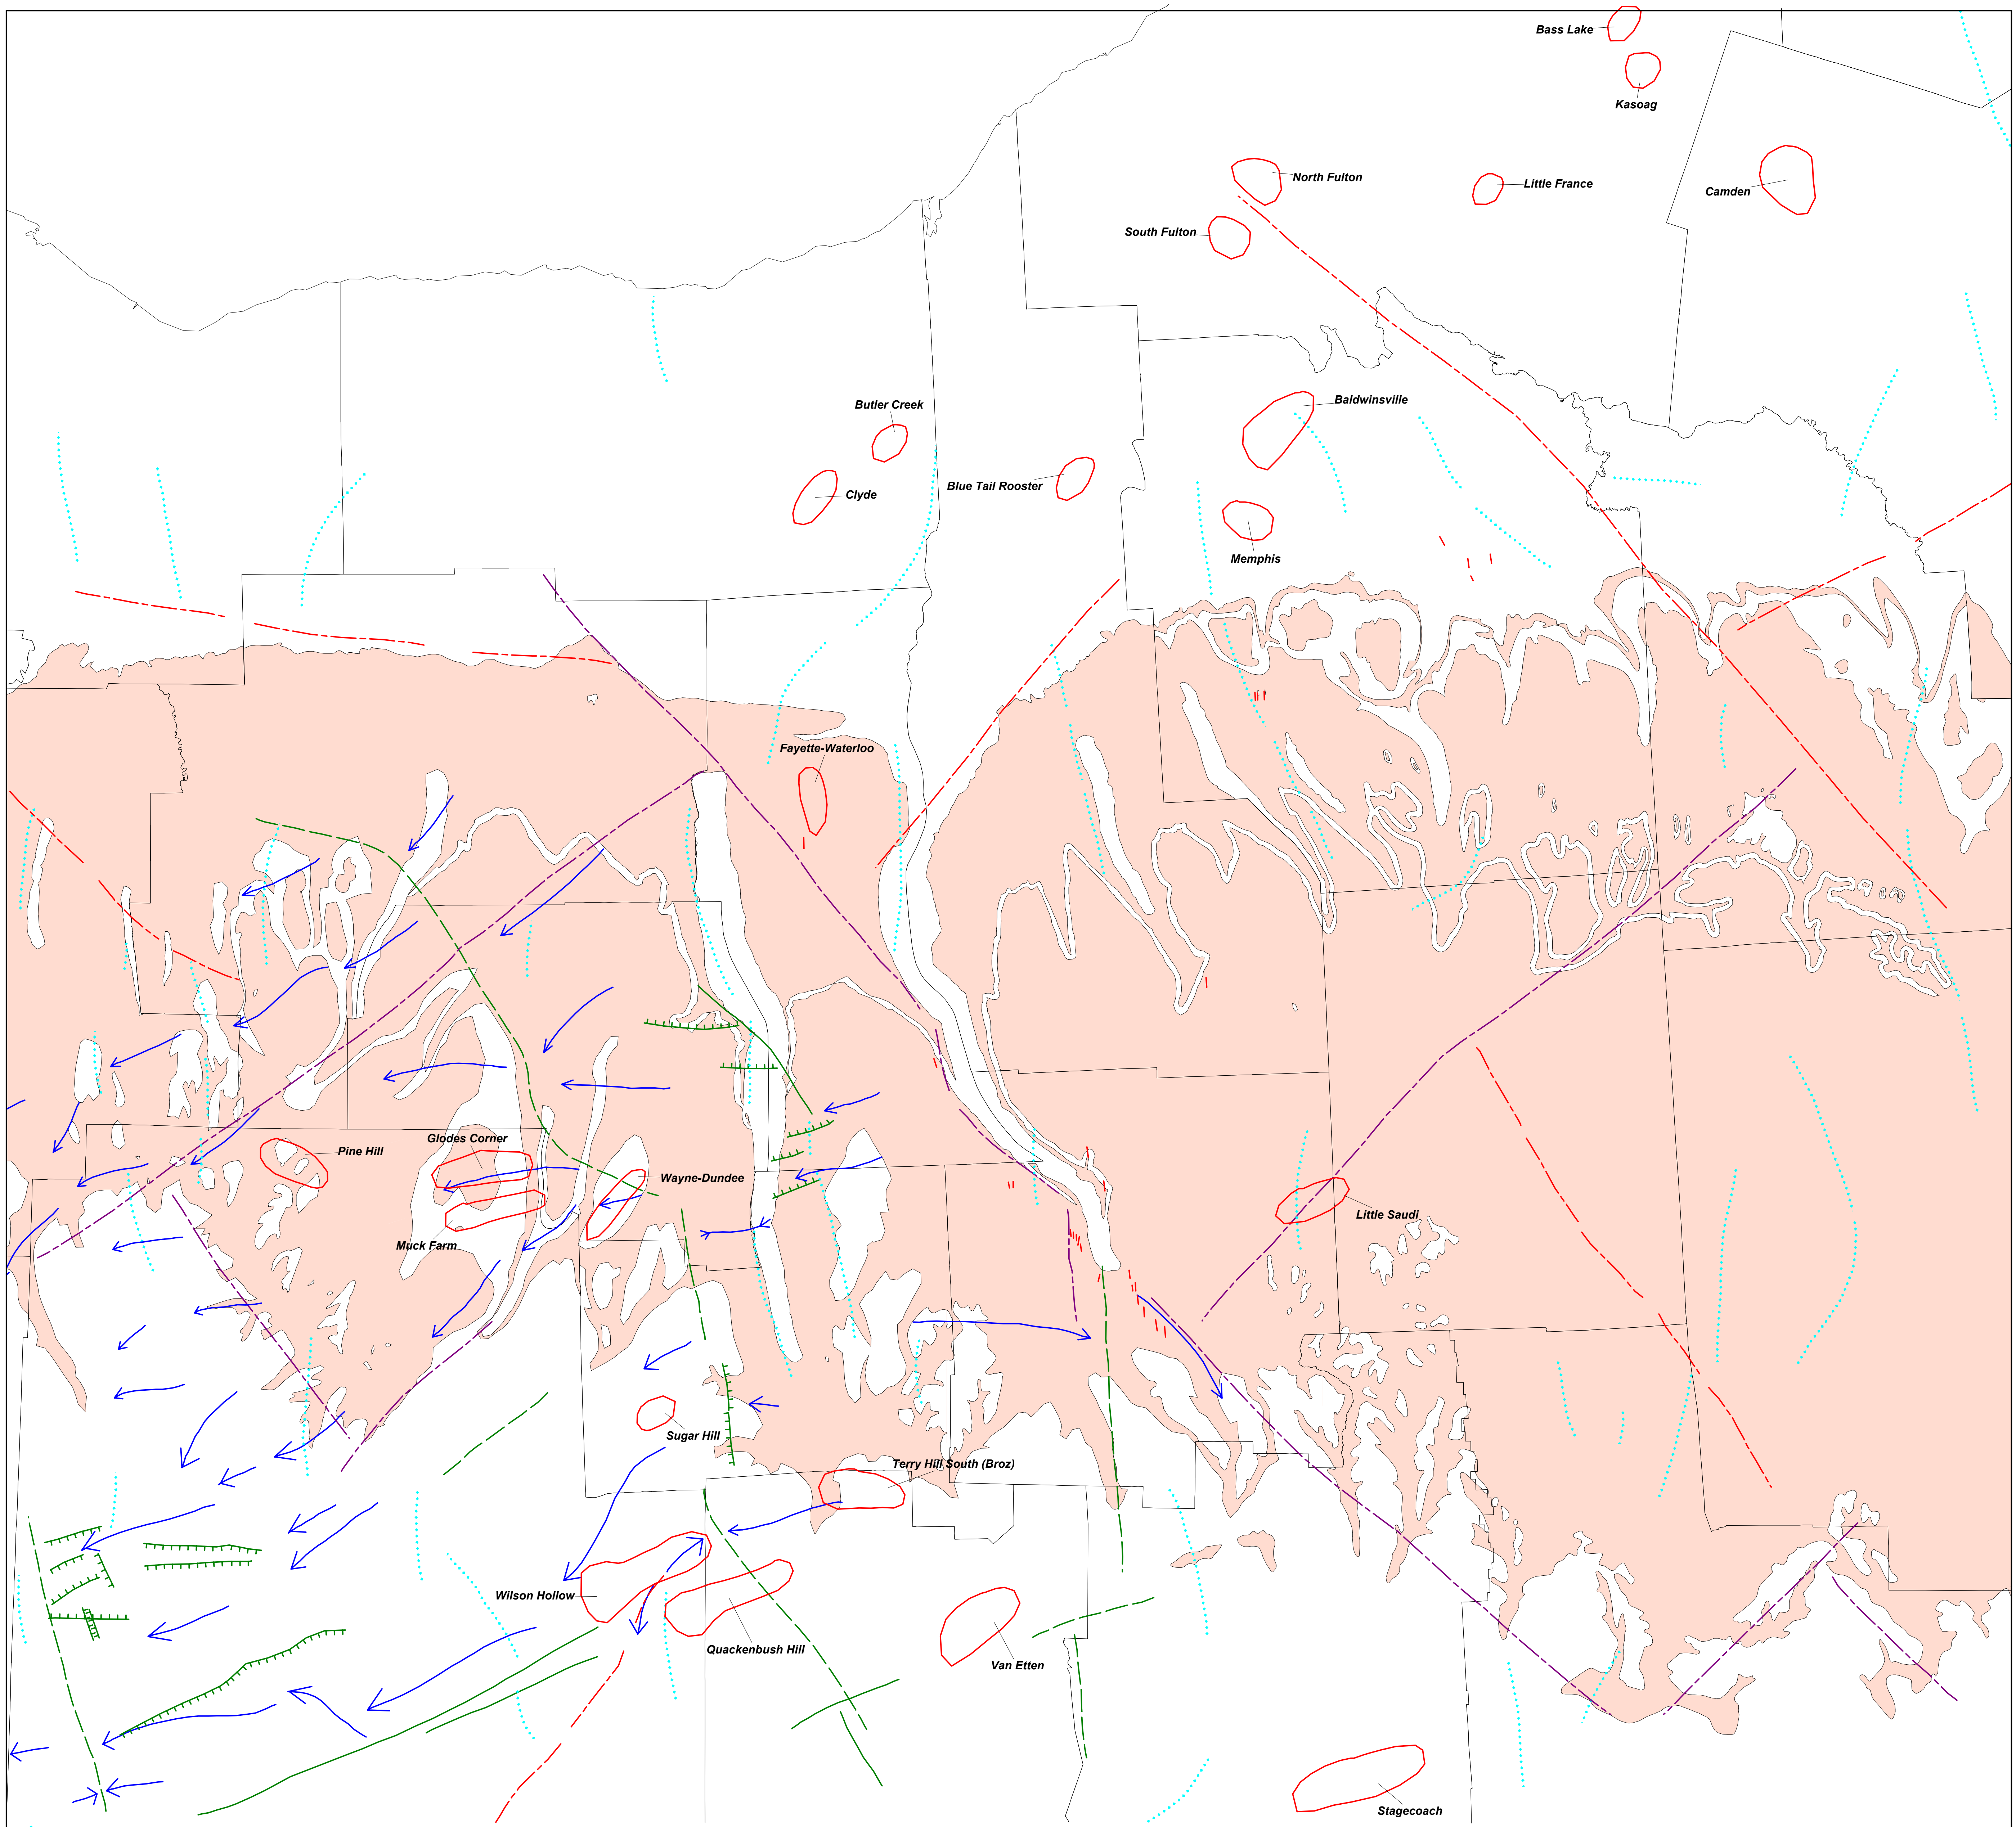 Bass Lake
Kasoag
North Fulton
Little France
Camden
South Fulton
Butler Creek
Baldwinsville
Clyde
Blue Tail Rooster
Memphis
Fayette-Waterloo
Glodes Corner
Pine Hill
Wayne-Dundee
Muck Farm
Little Saudi
Sugar Hill
Terry Hill South (Broz)
Wilson Hollow
Quackenbush Hill
Van Etten
Stagecoach